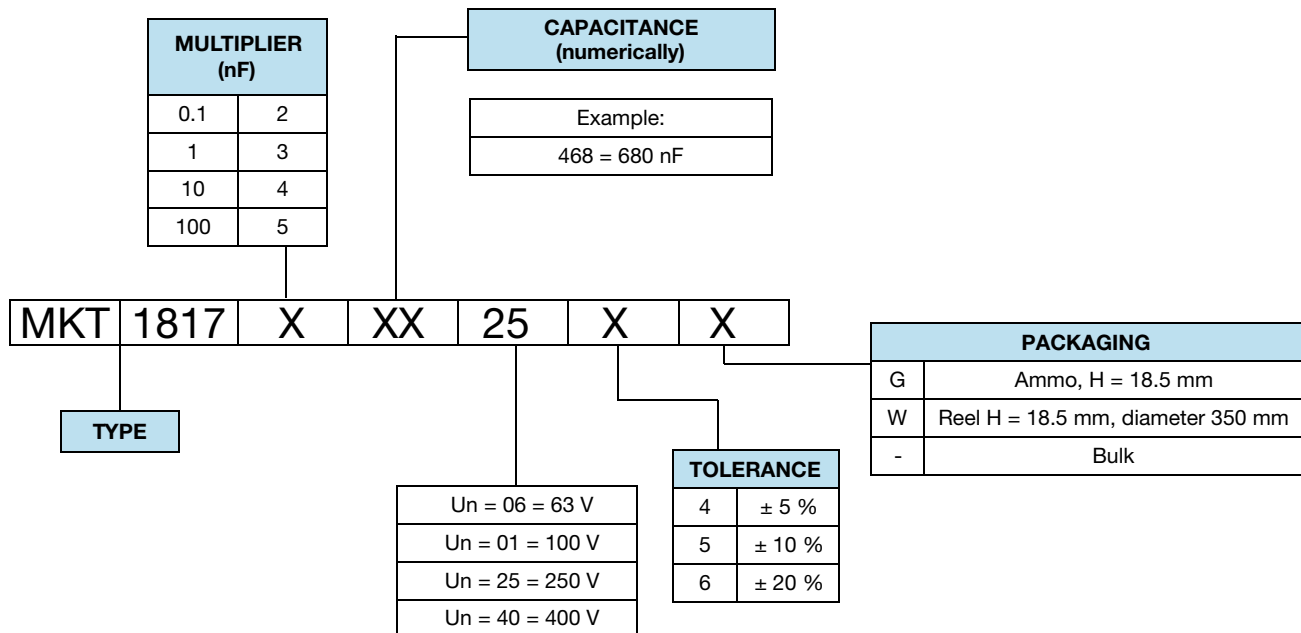 MULTIPLIER
(nF)
0.1 2
1 3
10 4
100 5
CAPACITANCE
(numerically)
Example:
468 = 680 nF
MKT 1817 X XX 25 X X
TYPE
Un = 06 = 63 V
Un = 01 = 100 V
Un = 25 = 250 V
Un = 40 = 400 V
TOLERANCE
4 ± 5 %
5 ± 10 %
6 ± 20 %
PACKAGING
G Ammo, H = 18.5 mm
W Reel H = 18.5 mm, diameter 350 mm
- Bulk